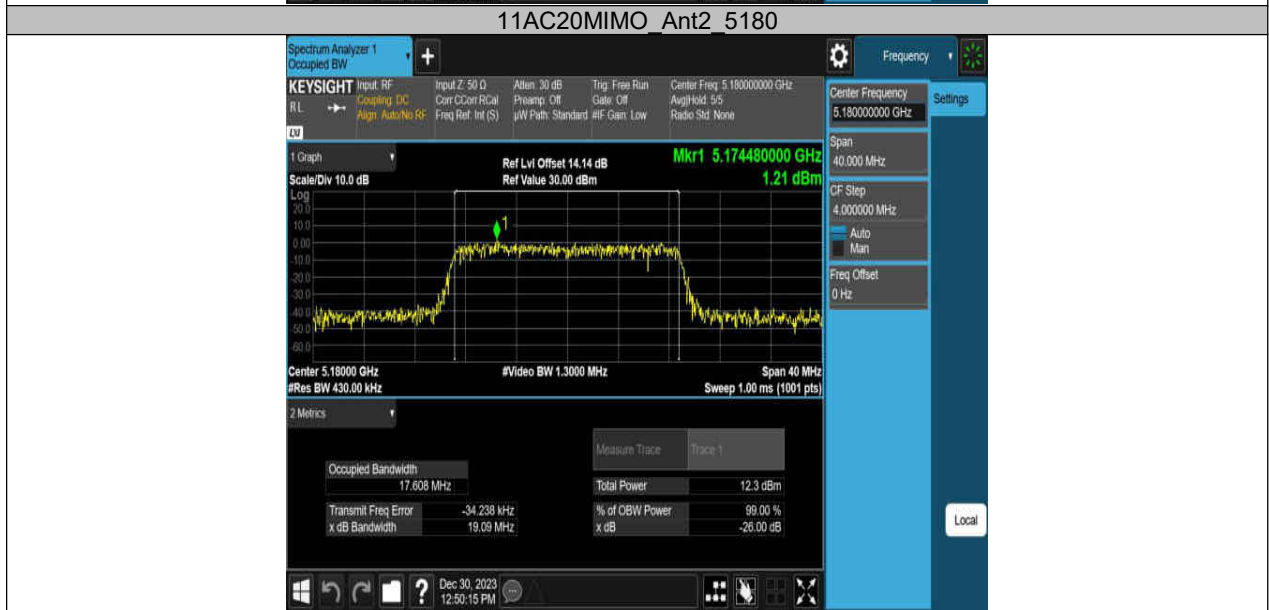 11AC20MIMO_Ant2_5180
Spectrum Analyzer 1
Occupied BW
+
Frequency
KEYSIGHT
RL
LXI
Input: RF
Coupling: DC
Align: Auto/No RF
Input Z: 50 Ω
Corr CCorr RCal
Freq Ref: Int (S)
Atten: 30 dB
Preamp: Off
µW Path: Standard
Trig: Free Run
Gate: Off
#IF Gain: Low
Center Freq: 5.180000000 GHz
Avg|Hold: 5/5
Radio Std: None
Center Frequency
5.180000000 GHz
Settings
Span
40.000 MHz
CF Step
4.000000 MHz
Auto
Man
Freq Offset
0 Hz
Local
1 Graph
Scale/Div 10.0 dB
Ref Lvl Offset 14.14 dB
Ref Value 30.00 dBm
Mkr1 5.174480000 GHz
1.21 dBm
Log
20.0
10.0
0.00
-10.0
-20.0
-30.0
-40.0
-50.0
-60.0
1
Center 5.18000 GHz
#Video BW 1.3000 MHz
Span 40 MHz
#Res BW 430.00 kHz
Sweep 1.00 ms (1001 pts)
2 Metrics
Measure Trace
Trace 1
Occupied Bandwidth
17.608 MHz
Total Power
12.3 dBm
Transmit Freq Error
-34.238 kHz
% of OBW Power
99.00 %
x dB Bandwidth
19.09 MHz
x dB
-26.00 dB
?
Dec 30, 2023
12:50:15 PM